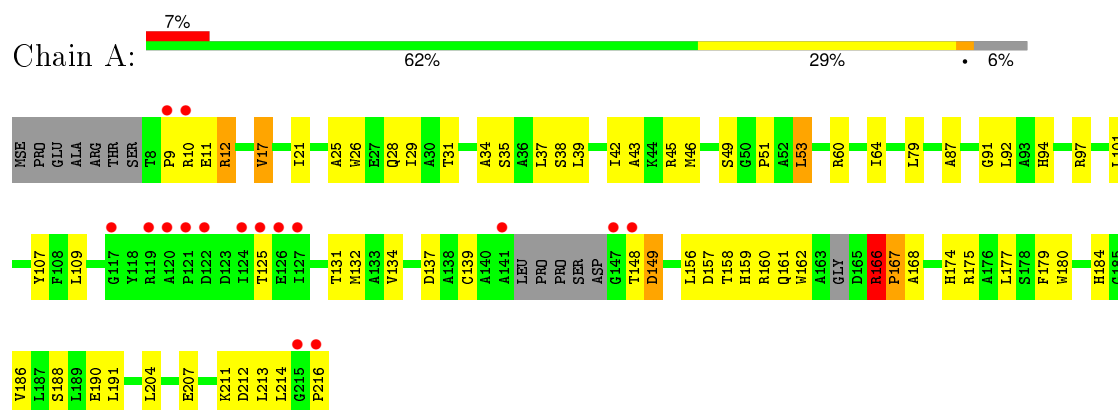 7%
Chain A:
62% 29% • 6%
MSE PRO GLU ALA ARG THR SER T8 P9 R10 E11 R12 V17 I21 A25 W26 E27 Q28 I29 A30 T31 A34 S35 A36 L37 S38 L39 I42 A43 K44 R45 M46 S49 G50 P51 A52 L53 R60 I64 L79 A87 G91 L92 A93 H94 R97 L101
Y107 F108 L109 G117 Y118 R119 A120 P121 D122 D123 I124 T125 E126 I127 T131 M132 A133 V134 D137 A138 C139 A140 A141 LEU PRO PRO SER ASP G147 T148 D149 L156 D157 T158 H159 R160 Q161 W162 A163 GLY D165 R166 P167 A168 H174 R175 A176 L177 S178 F179 W180 H184 G185
V186 L187 S188 L189 E190 L191 L204 E207 K211 D212 L213 L214 G215 P216